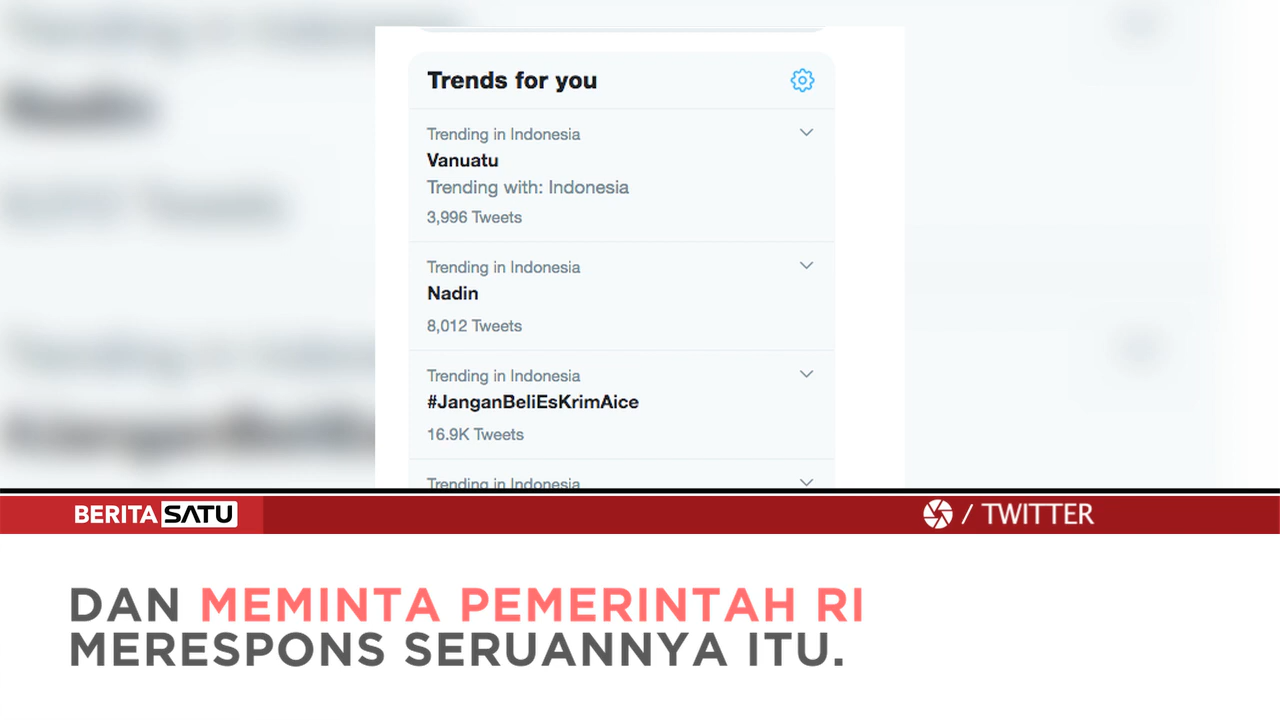 Trends for you
Trending in Indonesia
Vanuatu
Trending with: Indonesia
3,996 Tweets
Trending in Indonesia
Nadin
8,012 Tweets
Trending in Indonesia
#JanganBeliEsKrimAice
16.9K Tweets
Trending in Indonesia
BERITA SATU
/ TWITTER
DAN MEMINTA PEMERINTAH RI
MERESPONS SERUANNYA ITU.